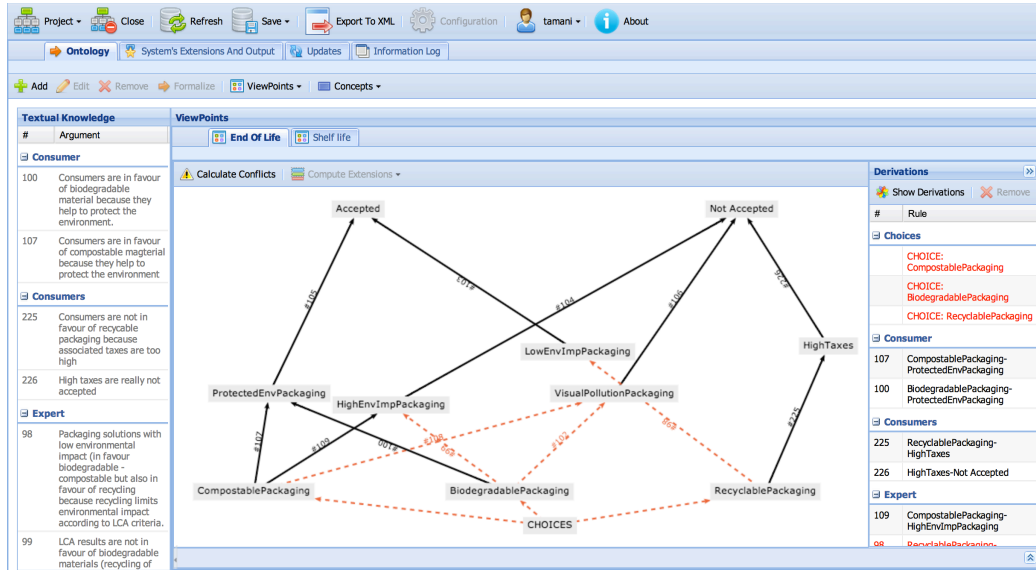 Project Close Refresh Save Export To XML Configuration tamani About
Ontology System's Extensions And Output Updates Information Log
Add Edit Remove Formalize ViewPoints Concepts
Textual Knowledge
# Argument
Consumer
100 Consumers are in favour
of biodegradable
material because they
help to protect the
environment.
107 Consumers are in favour
of compostable magterial
because they help to
protect the environment
Consumers
225 Consumers are not in
favour of recycable
packaging because
associated taxes are too
high
226 High taxes are really not
accepted
Expert
98 Packaging solutions with
low environmental
impact (in favour
biodegradable -
compostable but also in
favour of recycling
because recycling limits
environmental impact
according to LCA criteria.
99 LCA results are not in
favour of biodegradable
materials (recycling of
ViewPoints
End Of Life Shelf life
Calculate Conflicts Compute Extensions
Accepted Not Accepted
#103 #226
#105 #104 #106
LowEnvImpPackaging HighTaxes
ProtectedEnvPackaging HighEnvImpPackaging VisualPollutionPackaging
#98 #225
#107 #109 #100 #108 #99 #102
CompostablePackaging BiodegradablePackaging RecyclablePackaging
CHOICES
Derivations
Show Derivations Remove
# Rule
Choices
CHOICE:
CompostablePackaging
CHOICE:
BiodegradablePackaging
CHOICE: RecyclablePackaging
Consumer
107 CompostablePackaging-
ProtectedEnvPackaging
100 BiodegradablePackaging-
ProtectedEnvPackaging
Consumers
225 RecyclablePackaging-
HighTaxes
226 HighTaxes-Not Accepted
Expert
109 CompostablePackaging-
HighEnvImpPackaging
98 RecyclablePackaging-